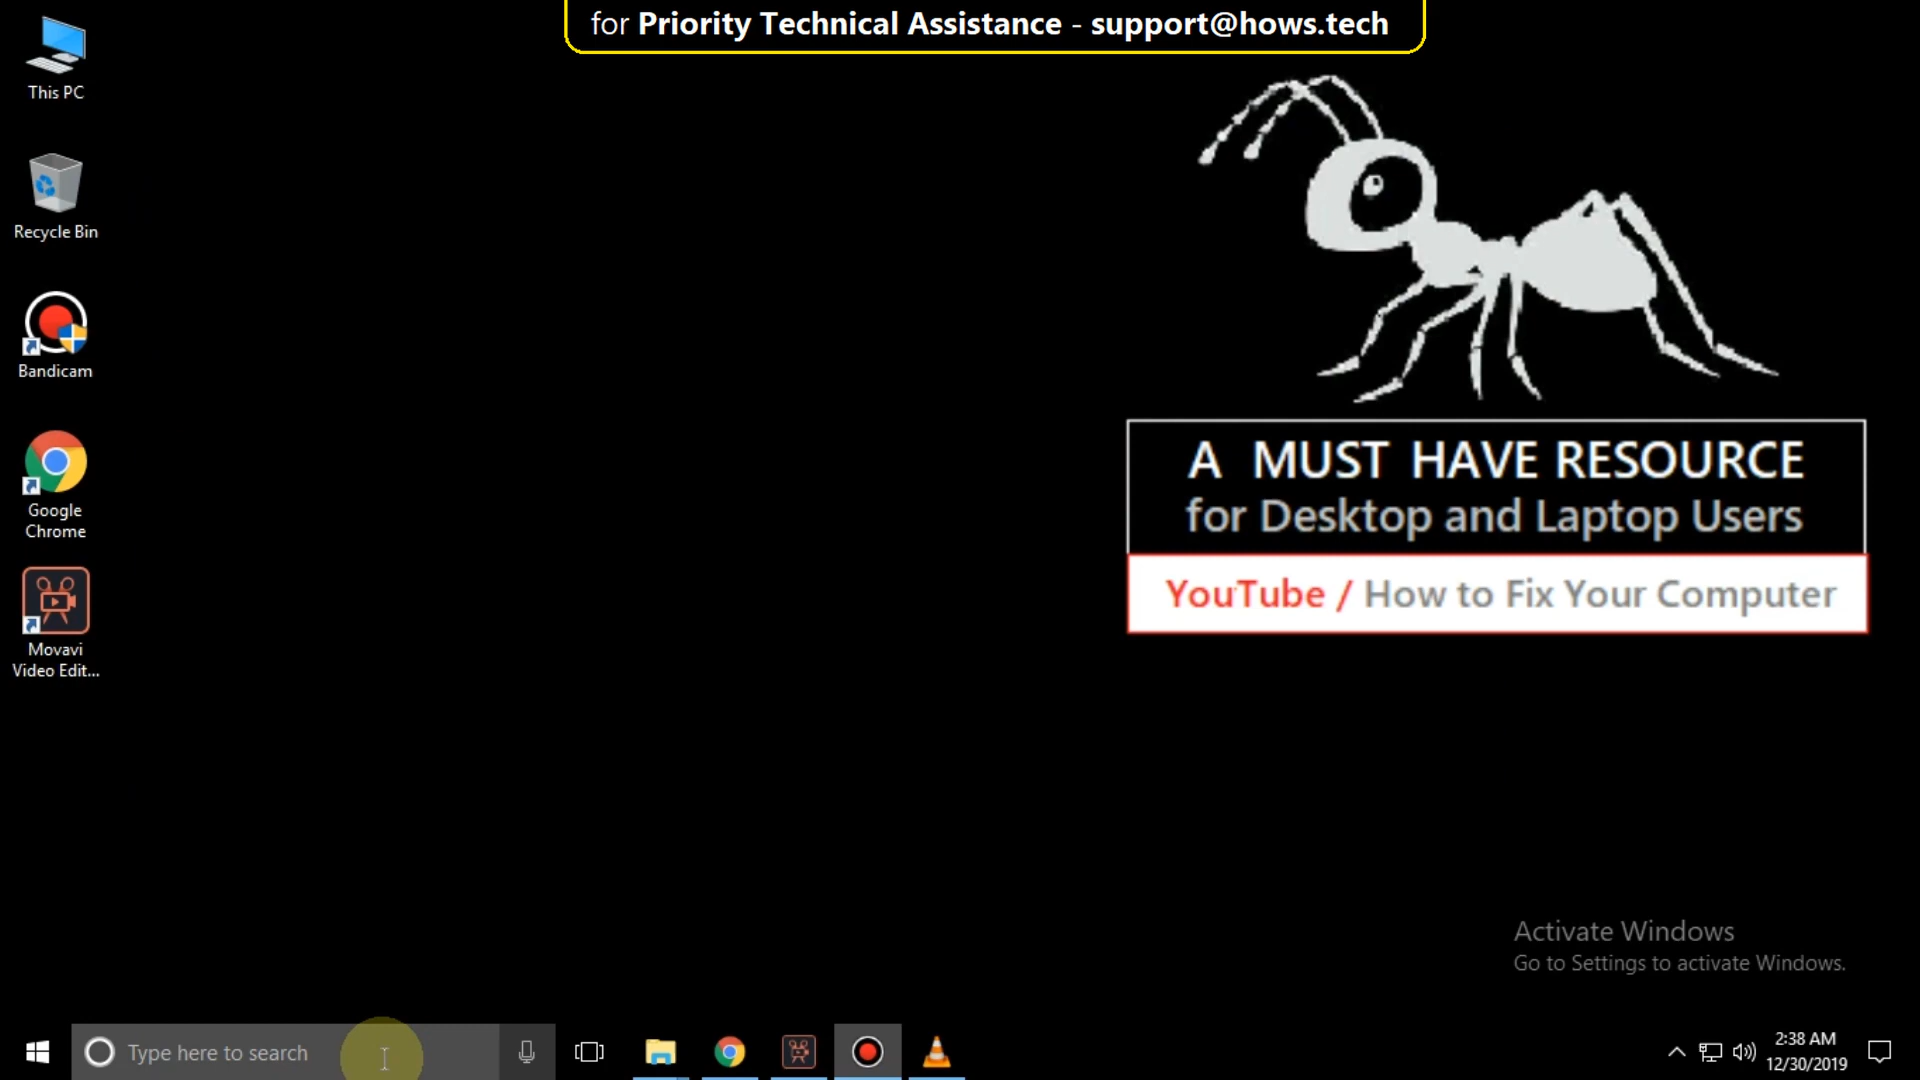 for Priority Technical Assistance - support@hows.tech
This PC
Recycle Bin
Bandicam
Google
Chrome
Movavi
Video Edit...
A MUST HAVE RESOURCE
for Desktop and Laptop Users
YouTube / How to Fix Your Computer
Activate Windows
Go to Settings to activate Windows.
Type here to search
2:38 AM
12/30/2019